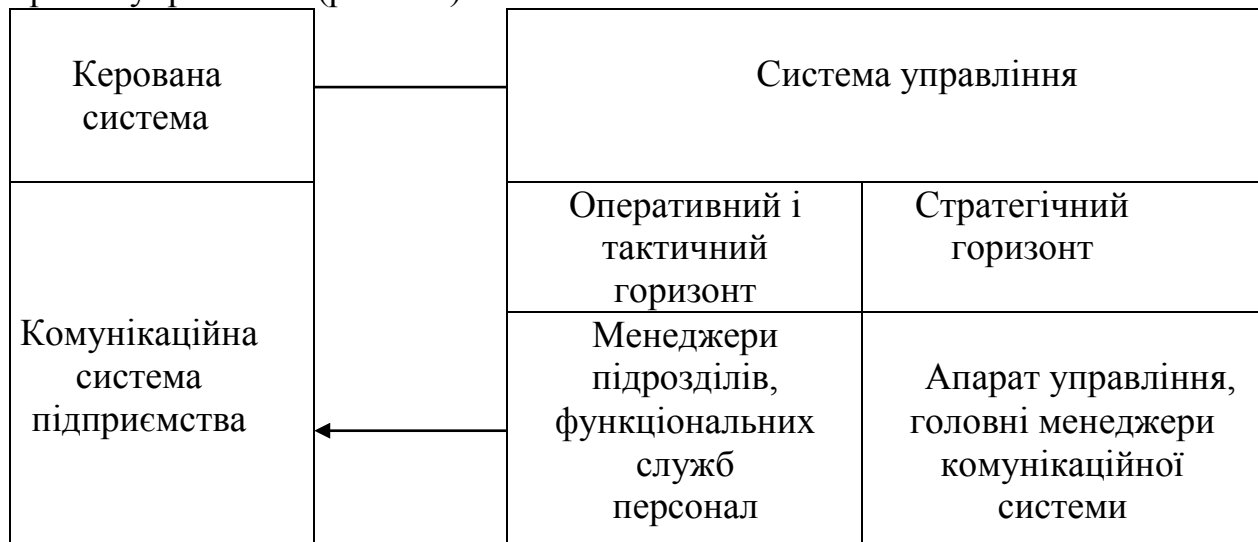 Керована
система
Система управління
Оперативний і
тактичний
горизонт
Стратегічний
горизонт
Комунікаційна
система
підприємства
Менеджери
підрозділів,
функціональних
служб
персонал
Апарат управління,
головні менеджери
комунікаційної
системи